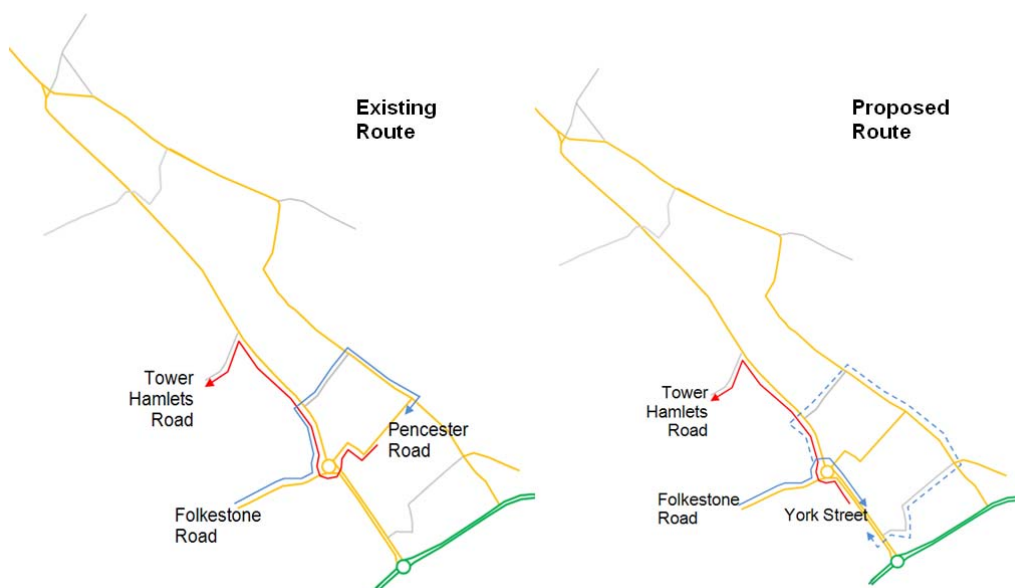 Existing
Route
Tower
Hamlets
Road
Pencester
Road
Folkestone
Road
Proposed
Route
Tower
Hamlets
Road
Folkestone
Road
York Street